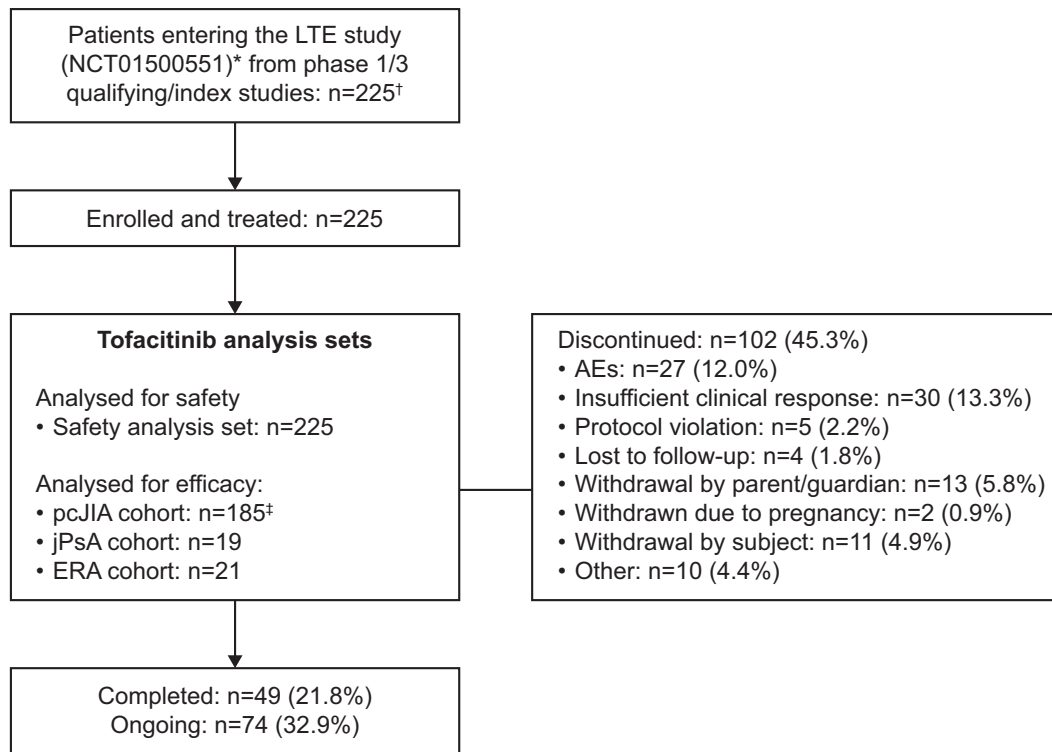 Patients entering the LTE study
(NCT01500551)* from phase 1/3
qualifying/index studies: n=225†
Enrolled and treated: n=225
Tofacitinib analysis sets
Analysed for safety
• Safety analysis set: n=225
Analysed for efficacy:
• pcJIA cohort: n=185‡
• jPsA cohort: n=19
• ERA cohort: n=21
Discontinued: n=102 (45.3%)
• AEs: n=27 (12.0%)
• Insufficient clinical response: n=30 (13.3%)
• Protocol violation: n=5 (2.2%)
• Lost to follow-up: n=4 (1.8%)
• Withdrawal by parent/guardian: n=13 (5.8%)
• Withdrawn due to pregnancy: n=2 (0.9%)
• Withdrawal by subject: n=11 (4.9%)
• Other: n=10 (4.4%)
Completed: n=49 (21.8%)
Ongoing: n=74 (32.9%)